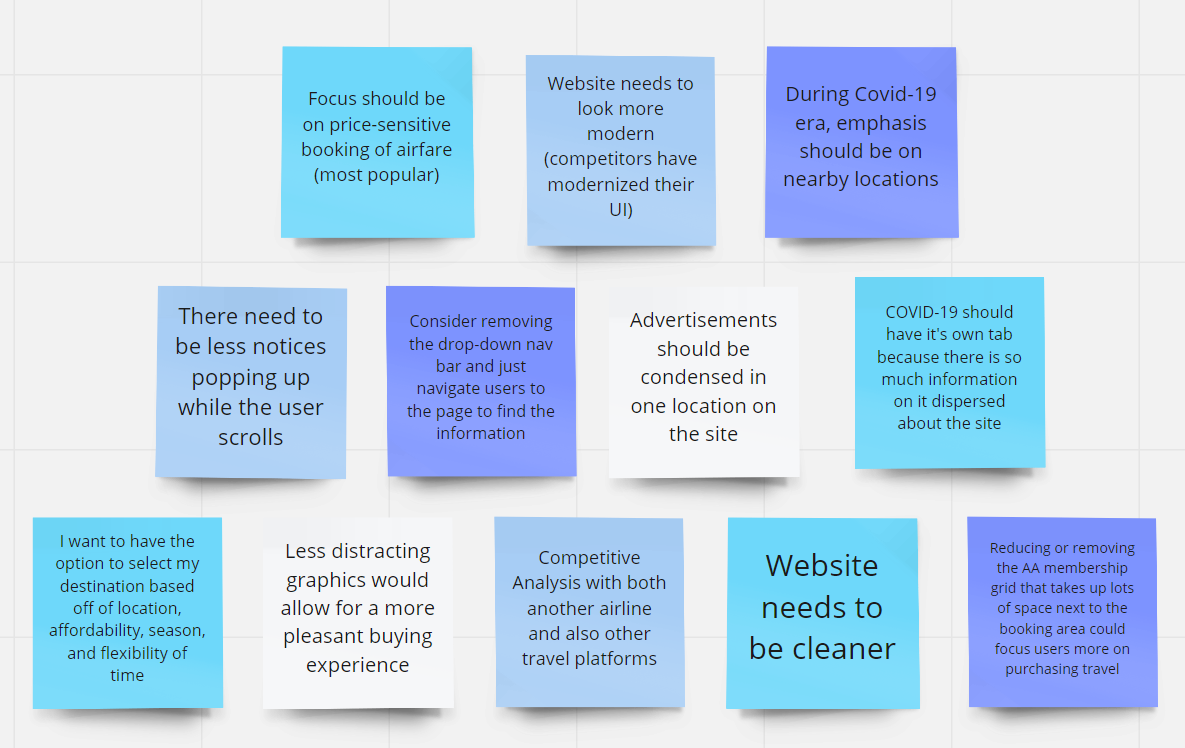 Focus should be
on price-sensitive
booking of airfare
(most popular)
Website needs to
look more
modern
(competitors have
modernized their
UI)
During Covid-19
era, emphasis
should be on
nearby locations
There need to
be less notices
popping up
while the user
scrolls
Consider removing
the drop-down nav
bar and just
navigate users to
the page to find the
information
Advertisements
should be
condensed in
one location on
the site
COVID-19 should
have it's own tab
because there is so
much information
on it dispersed
about the site
I want to have the
option to select my
destination based
off of location,
affordability, season,
and flexibility of
time
Less distracting
graphics would
allow for a more
pleasant buying
experience
Competitive
Analysis with both
another airline
and also other
travel platforms
Website
needs to
be cleaner
Reducing or removing
the AA membership
grid that takes up lots
of space next to the
booking area could
focus users more on
purchasing travel